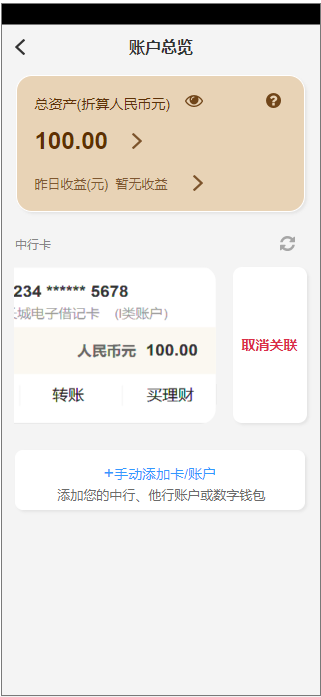 账户总览
总资产(折算人民币元)
100.00
昨日收益(元) 暂无收益
中行卡
234 ****** 5678
城电子借记卡 (I类账户)
人民币元 100.00
转账 买理财
取消关联
+手动添加卡/账户
添加您的中行、他行账户或数字钱包